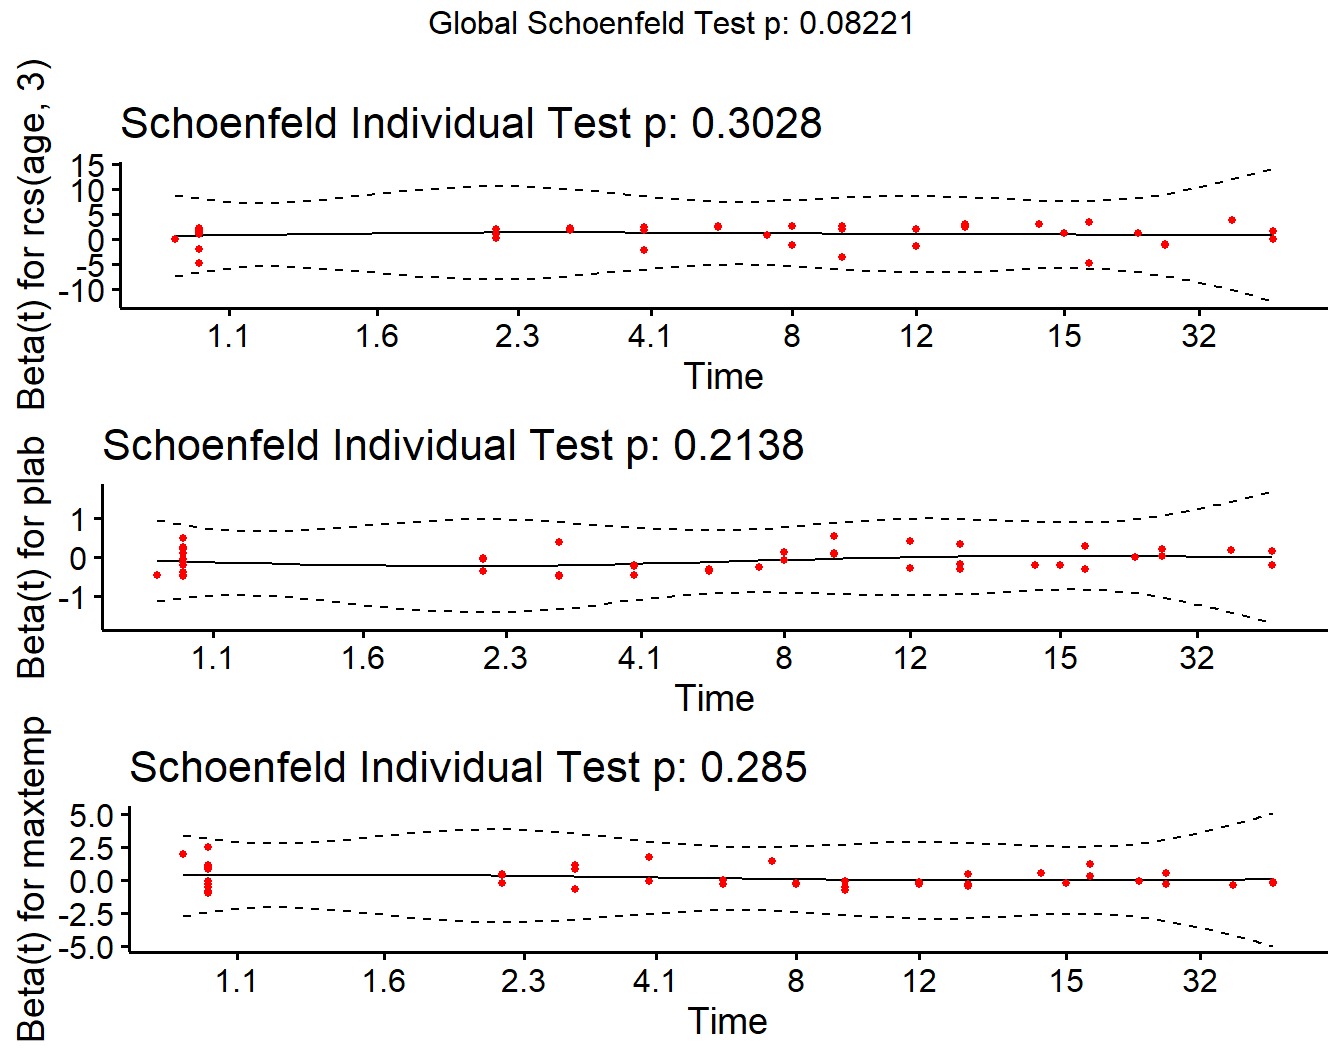 Global Schoenfeld Test p: 0.08221
Schoenfeld Individual Test p: 0.3028
Beta(t) for rcs(age, 3)
15
10
5
0
-5
-10
1.1 1.6 2.3 4.1 8 12 15 32
Time
Schoenfeld Individual Test p: 0.2138
Beta(t) for plab
1
0
-1
1.1 1.6 2.3 4.1 8 12 15 32
Time
Schoenfeld Individual Test p: 0.285
Beta(t) for maxtemp
5.0
2.5
0.0
-2.5
-5.0
1.1 1.6 2.3 4.1 8 12 15 32
Time